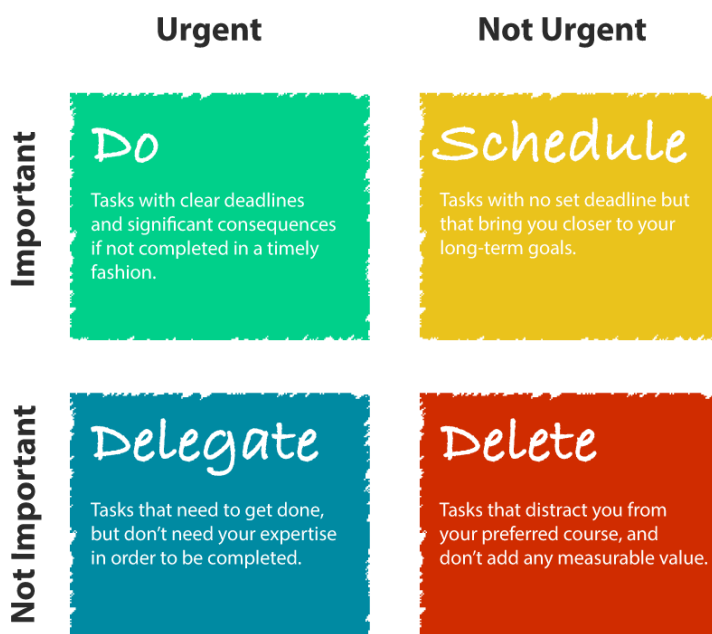 Urgent
Not Urgent
Important
Do
Tasks with clear deadlines
and significant consequences
if not completed in a timely
fashion.
Schedule
Tasks with no set deadline but
that bring you closer to your
long-term goals.
Not Important
Delegate
Tasks that need to get done,
but don’t need your expertise
in order to be completed.
Delete
Tasks that distract you from
your preferred course, and
don’t add any measurable value.